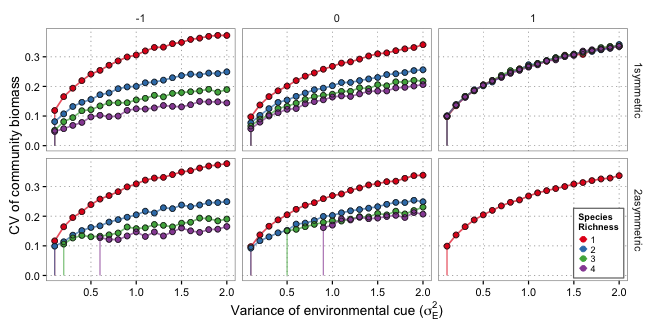 -1 0 1
CV of community biomass
0.3
0.2
0.1
0.0
1symmetric
0.3
0.2
0.1
0.0
2asymmetric
Species
Richness
1
2
3
4
0.5 1.0 1.5 2.0 0.5 1.0 1.5 2.0 0.5 1.0 1.5 2.0
Variance of environmental cue (σ²E)